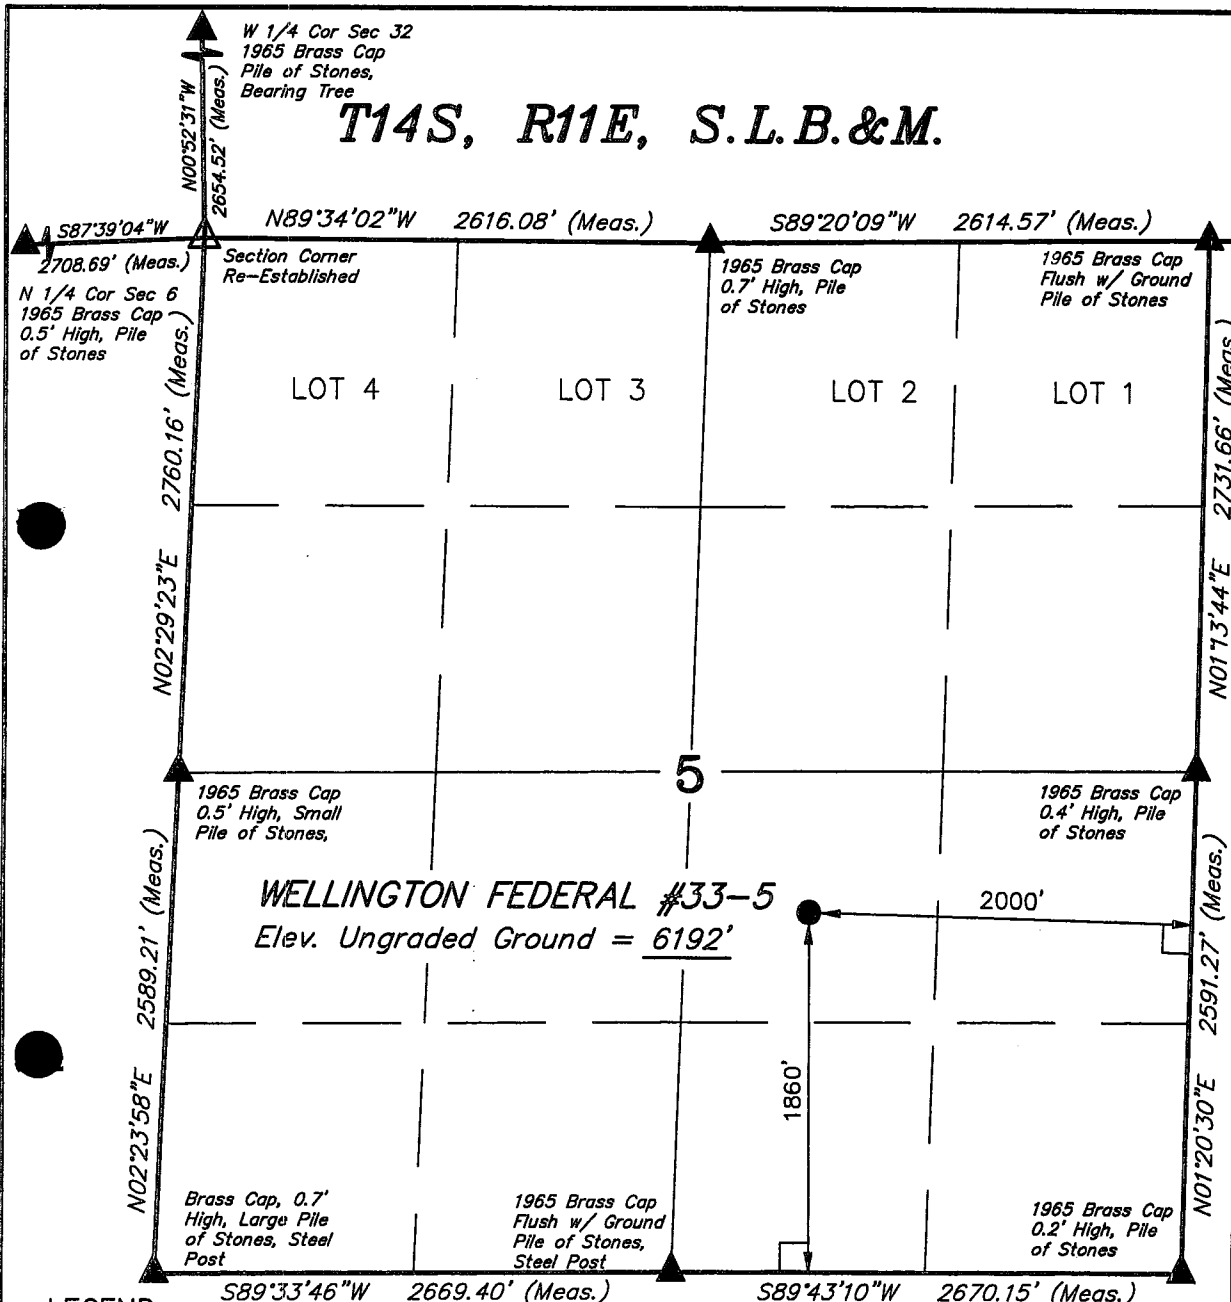 W 1/4 Cor Sec 32
1965 Brass Cap
Pile of Stones,
Bearing Tree
N00°52'31"W
2654.52' (Meas.)
T14S, R11E, S.L.B.&M.
S87°39'04"W
2708.69' (Meas.)
N89°34'02"W 2616.08' (Meas.)
S89°20'09"W 2614.57' (Meas.)
Section Corner
Re-Established
N 1/4 Cor Sec 6
1965 Brass Cap
0.5' High, Pile
of Stones
1965 Brass Cap
0.7' High, Pile
of Stones
1965 Brass Cap
Flush w/ Ground
Pile of Stones
LOT 4
LOT 3
LOT 2
LOT 1
N02°29'23"E 2760.16' (Meas.)
N01°13'44"E 2731.66' (Meas.)
5
1965 Brass Cap
0.5' High, Small
Pile of Stones,
1965 Brass Cap
0.4' High, Pile
of Stones
WELLINGTON FEDERAL #33-5
Elev. Ungraded Ground = 6192'
2000'
1860'
N02°23'58"E 2589.21' (Meas.)
N01°20'30"E 2591.27' (Meas.)
Brass Cap, 0.7'
High, Large Pile
of Stones, Steel
Post
1965 Brass Cap
Flush w/ Ground
Pile of Stones,
Steel Post
1965 Brass Cap
0.2' High, Pile
of Stones
S89°33'46"W 2669.40' (Meas.)
S89°43'10"W 2670.15' (Meas.)